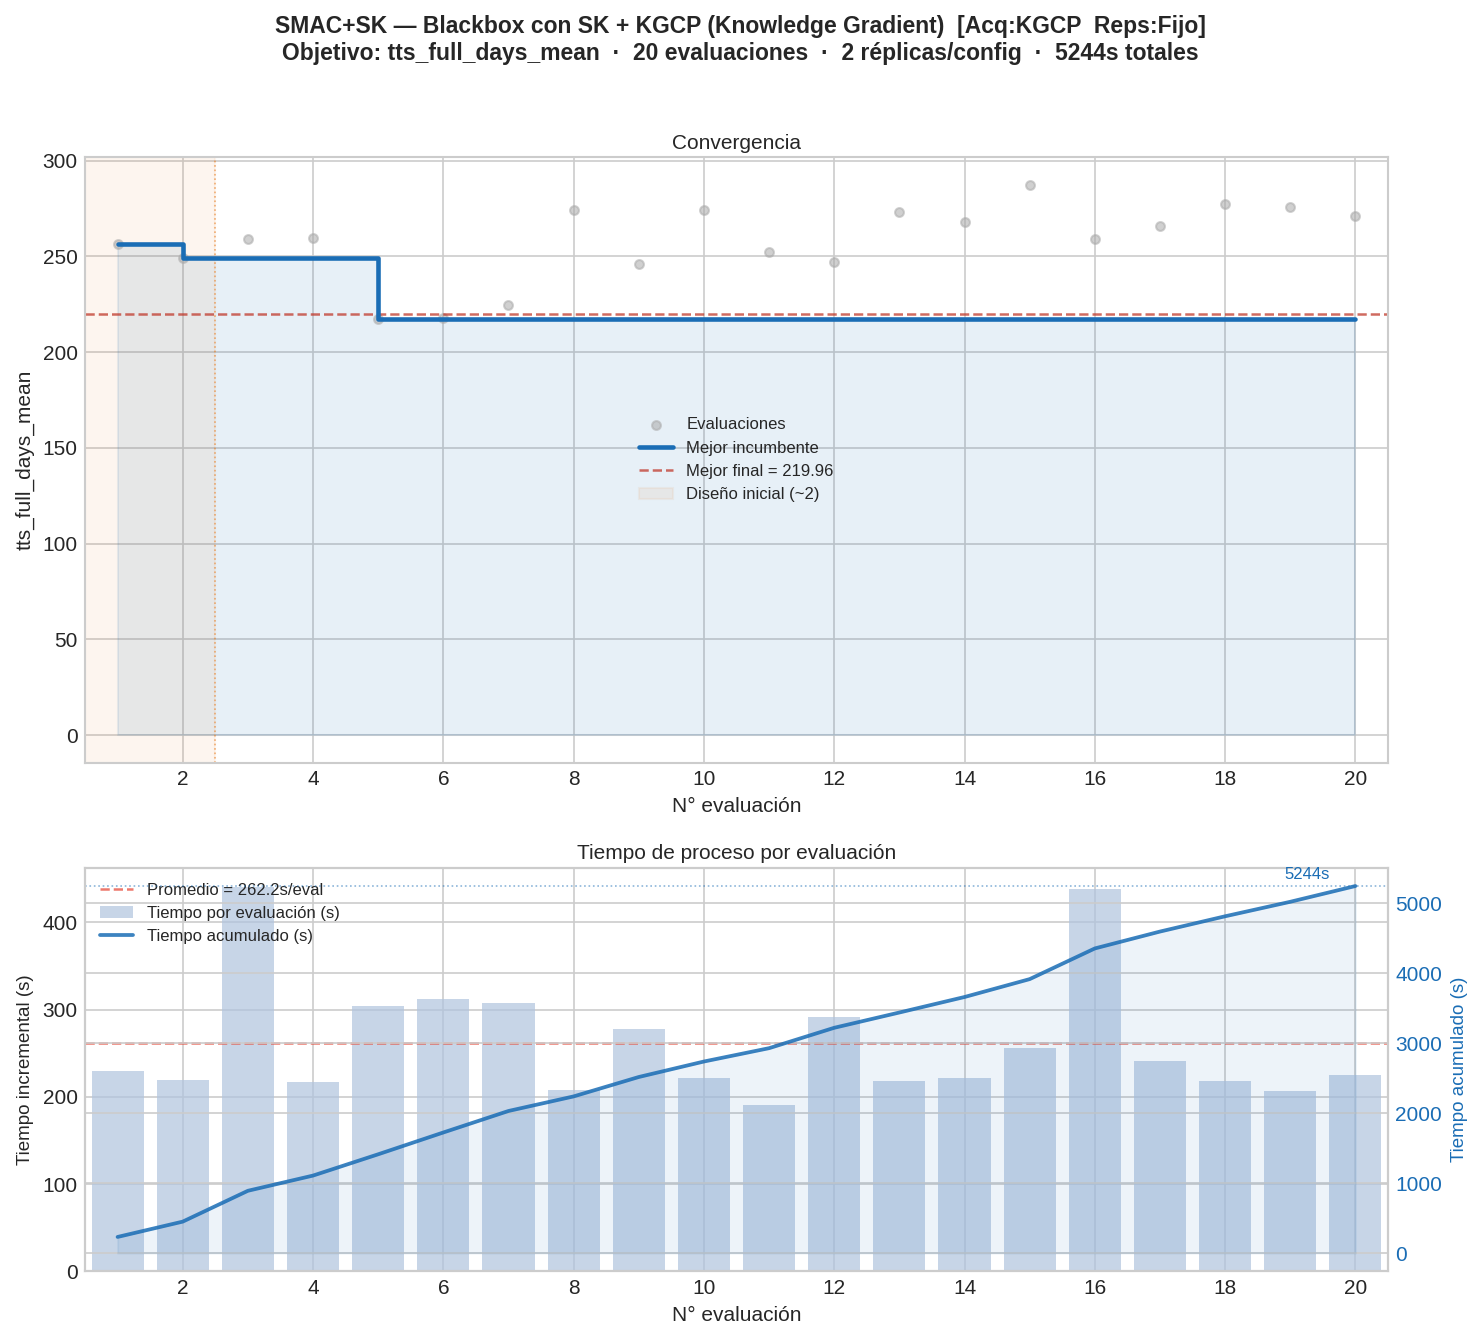 SMAC+SK — Blackbox con SK + KGCP (Knowledge Gradient)  [Acq:KGCP  Reps:Fijo]
Objetivo: tts_full_days_mean  ·  20 evaluaciones  ·  2 réplicas/config  ·  5244s totales
Convergencia
300
250
200
150
100
50
0
tts_full_days_mean
Evaluaciones
Mejor incumbente
Mejor final = 219.96
Diseño inicial (~2)
2 4 6 8 10 12 14 16 18 20
N° evaluación
Tiempo de proceso por evaluación
5244s
Promedio = 262.2s/eval
Tiempo por evaluación (s)
Tiempo acumulado (s)
400
300
200
100
0
Tiempo incremental (s)
5000
4000
3000
2000
1000
0
Tiempo acumulado (s)
2 4 6 8 10 12 14 16 18 20
N° evaluación